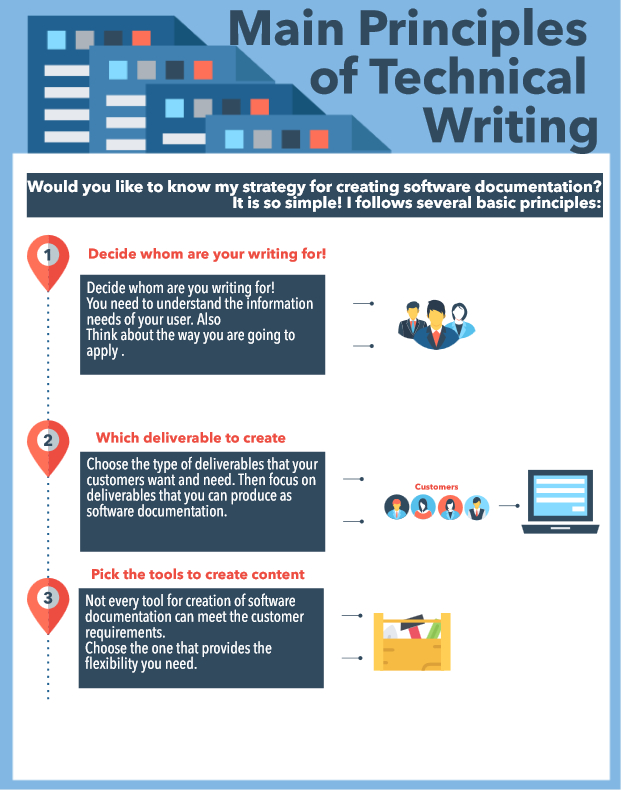 Main Principles
of Technical
Writing
Would you like to know my strategy for creating software documentation?
It is so simple! I follows several basic principles:
1
Decide whom are your writing for!
Decide whom are you writing for!
You need to understand the information
needs of your user. Also
Think about the way you are going to
apply .
2
Which deliverable to create
Choose the type of deliverables that your
customers want and need. Then focus on
deliverables that you can produce as
software documentation.
Customers
3
Pick the tools to create content
Not every tool for creation of software
documentation can meet the customer
requirements.
Choose the one that provides the
flexibility you need.